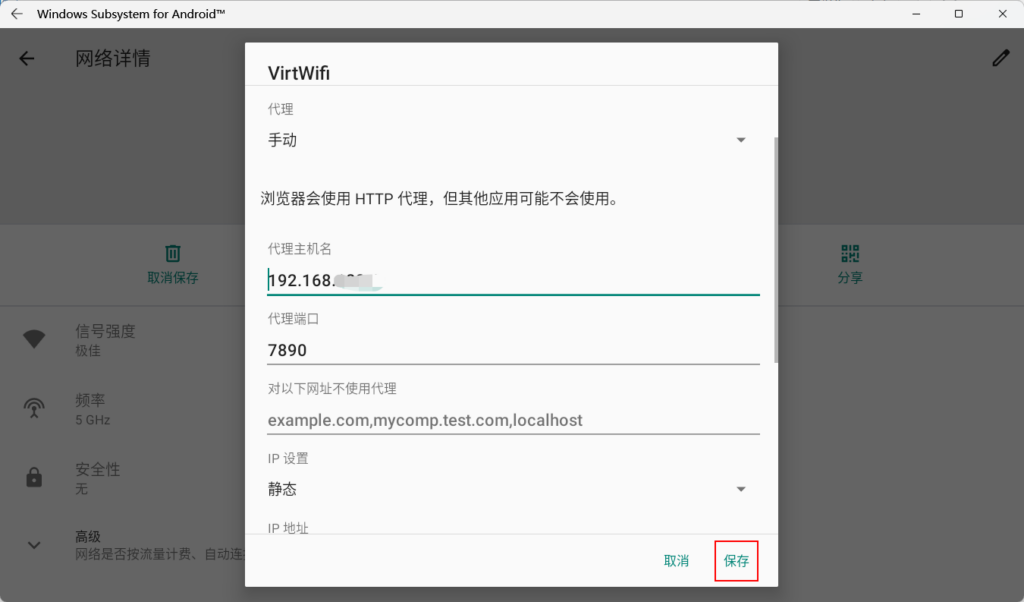 Windows Subsystem for Android™
网络详情
VirtWifi
代理
手动
浏览器会使用 HTTP 代理，但其他应用可能不会使用。
代理主机名
192.168.
代理端口
7890
对以下网址不使用代理
example.com,mycomp.test.com,localhost
IP 设置
静态
IP 地址
取消
保存
取消保存
分享
信号强度
极佳
频率
5 GHz
安全性
无
高级
网络是否按流量计费、自动连